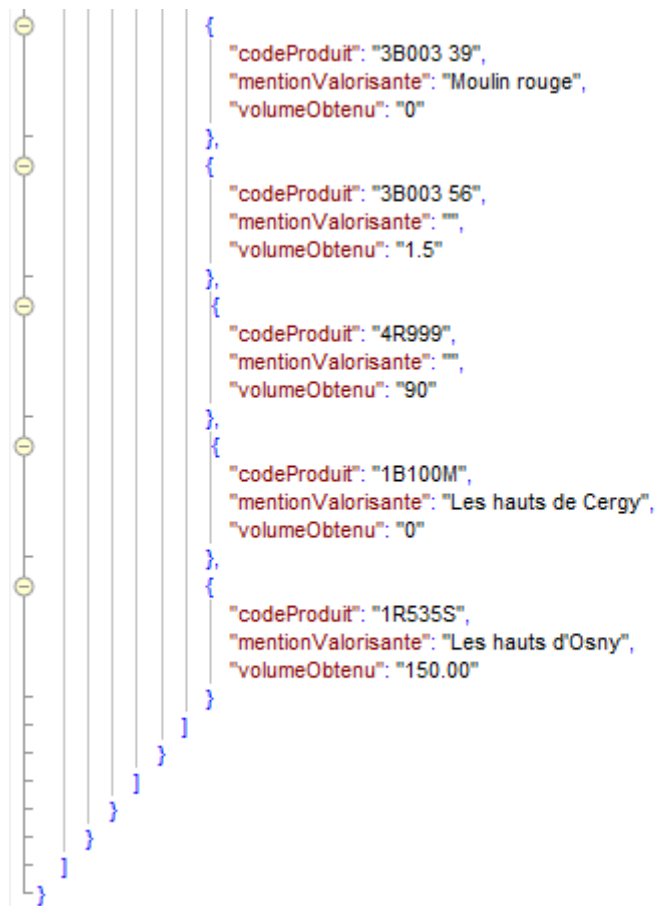 {
"codeProduit": "3B003 39",
"mentionValorisante": "Moulin rouge",
"volumeObtenu": "0"
},
{
"codeProduit": "3B003 56",
"mentionValorisante": "",
"volumeObtenu": "1.5"
},
{
"codeProduit": "4R999",
"mentionValorisante": "",
"volumeObtenu": "90"
},
{
"codeProduit": "1B100M",
"mentionValorisante": "Les hauts de Cergy",
"volumeObtenu": "0"
},
{
"codeProduit": "1R535S",
"mentionValorisante": "Les hauts d'Osny",
"volumeObtenu": "150.00"
}
]
}
]
}
}
]
}